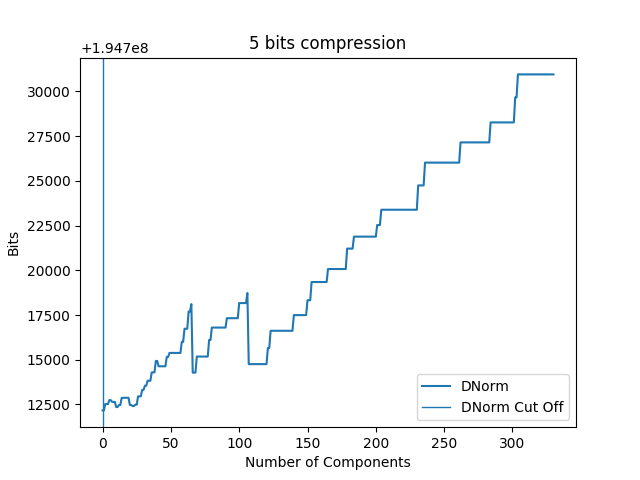 5 bits compression
+1.947e8
30000
27500
25000
22500
20000
17500
15000
12500
Bits
0 50 100 150 200 250 300
Number of Components
DNorm
DNorm Cut Off